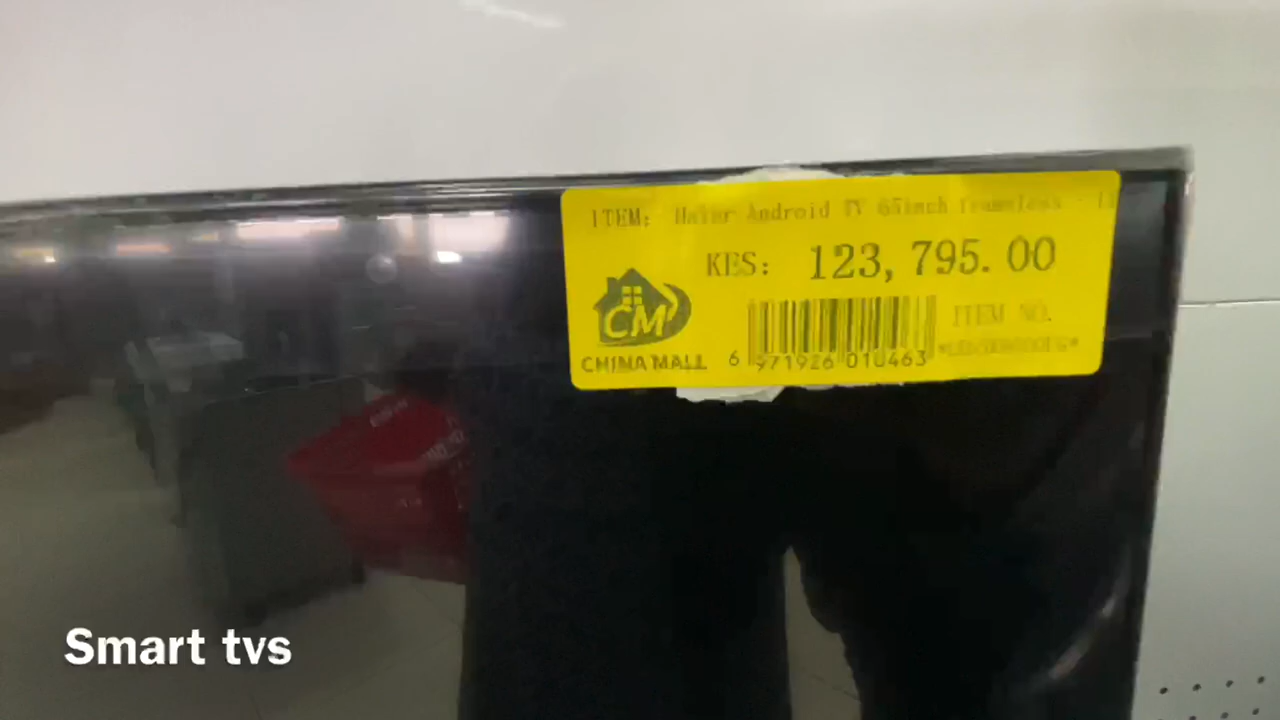 ITEM: Android TV 65inch frameless
KES: 123,795.00
CM
CHINA MALL
6 971926 010463
ITEM NO.
Smart tvs